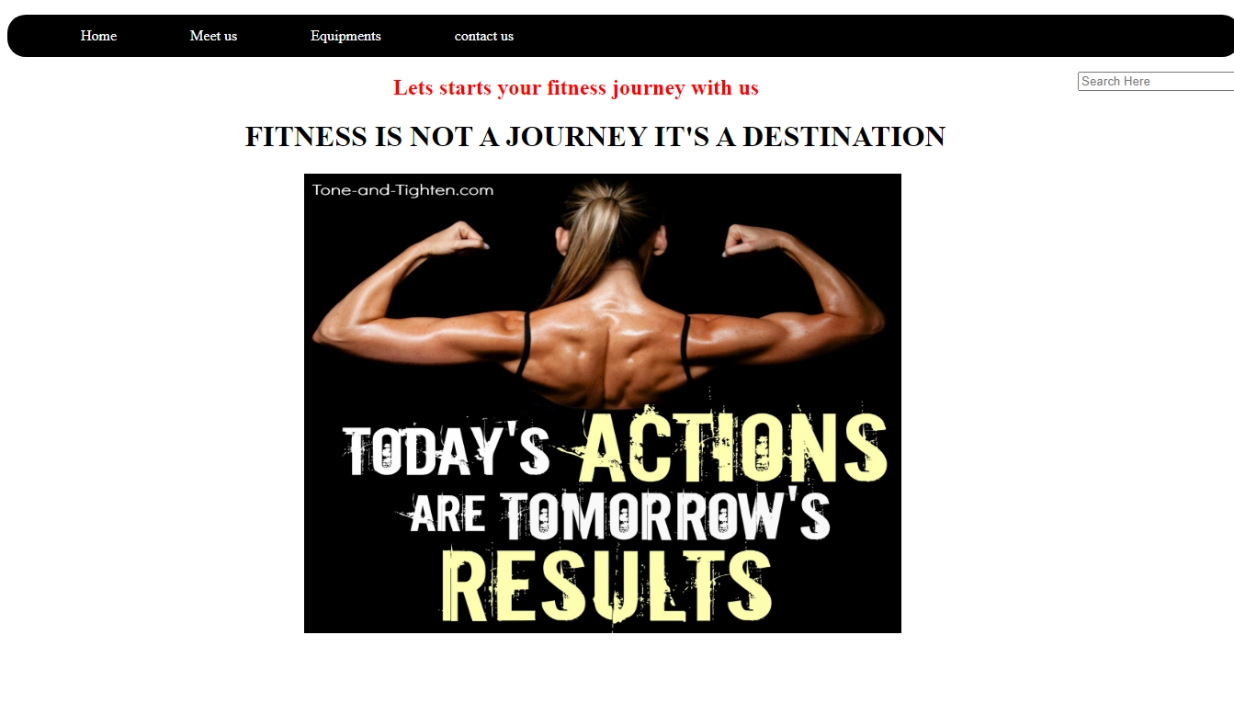 Home Meet us Equipments contact us
Search Here
Lets starts your fitness journey with us
FITNESS IS NOT A JOURNEY IT'S A DESTINATION
Tone-and-Tighten.com
TODAY'S ACTIONS
ARE TOMORROW'S
RESULTS